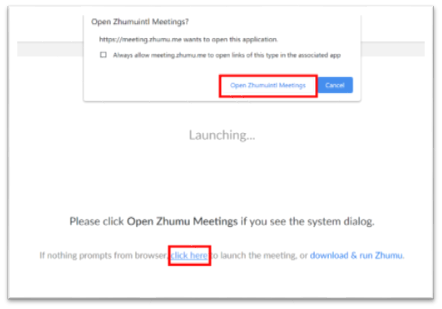 Open Zhumuintl Meetings?
https://meeting.zhumu.me wants to open this application.
Always allow meeting.zhumu.me to open links of this type in the associated app
Open Zhumuintl Meetings Cancel
Launching...
Please click Open Zhumu Meetings if you see the system dialog.
If nothing prompts from browser, click here to launch the meeting, or download & run Zhumu.